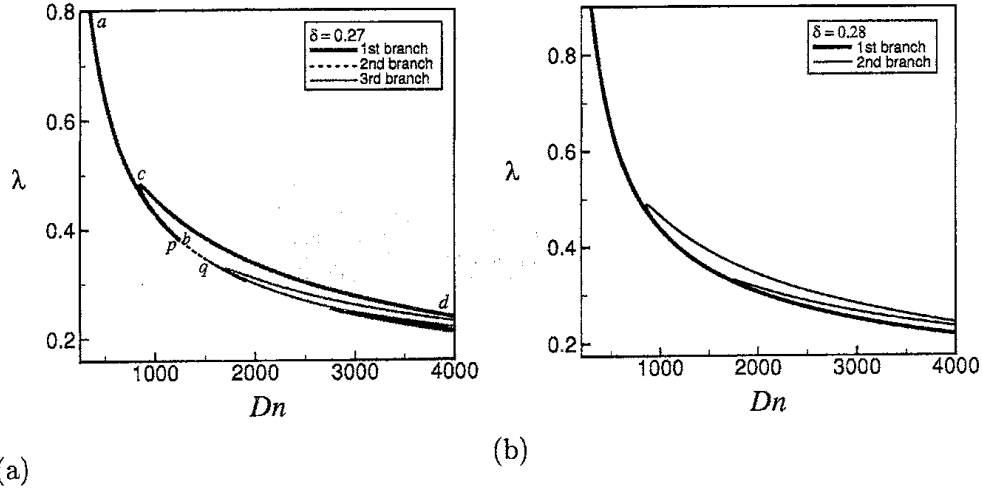 0.8
0.6
0.4
0.2
λ
a
c
p
b
q
d
δ = 0.27
1st branch
2nd branch
3rd branch
1000 2000 3000 4000
Dn
(a)
0.8
0.6
0.4
0.2
λ
δ = 0.28
1st branch
2nd branch
1000 2000 3000 4000
Dn
(b)